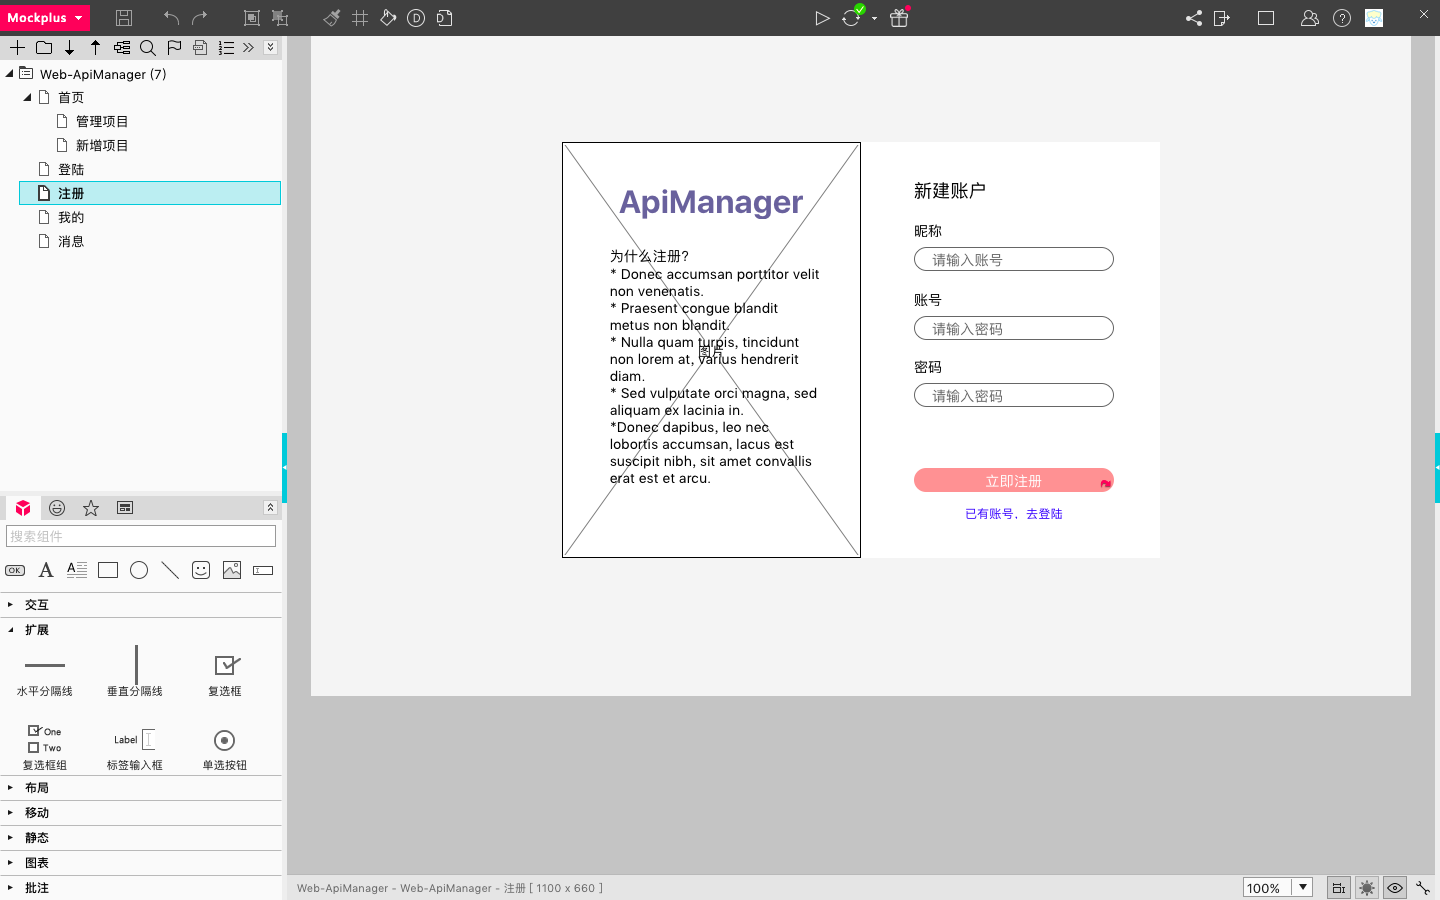 Mockplus
Web-ApiManager (7)
首页
管理项目
新增项目
登陆
注册
我的
消息
搜索组件
OK
交互
扩展
水平分隔线
垂直分隔线
复选框
One
Two
Label
复选框组
标签输入框
单选按钮
布局
移动
静态
图表
批注
ApiManager
为什么注册?
* Donec accumsan porttitor velit
non venenatis.
* Praesent congue blandit
metus non blandit.
* Nulla quam turpis, tincidunt
图片
non lorem at, varius hendrerit
diam.
* Sed vulputate orci magna, sed
aliquam ex lacinia in.
*Donec dapibus, leo nec
lobortis accumsan, lacus est
suscipit nibh, sit amet convallis
erat est et arcu.
新建账户
昵称
请输入账号
账号
请输入密码
密码
请输入密码
立即注册
已有账号，去登陆
Web-ApiManager - Web-ApiManager - 注册 [ 1100 x 660 ]
100%